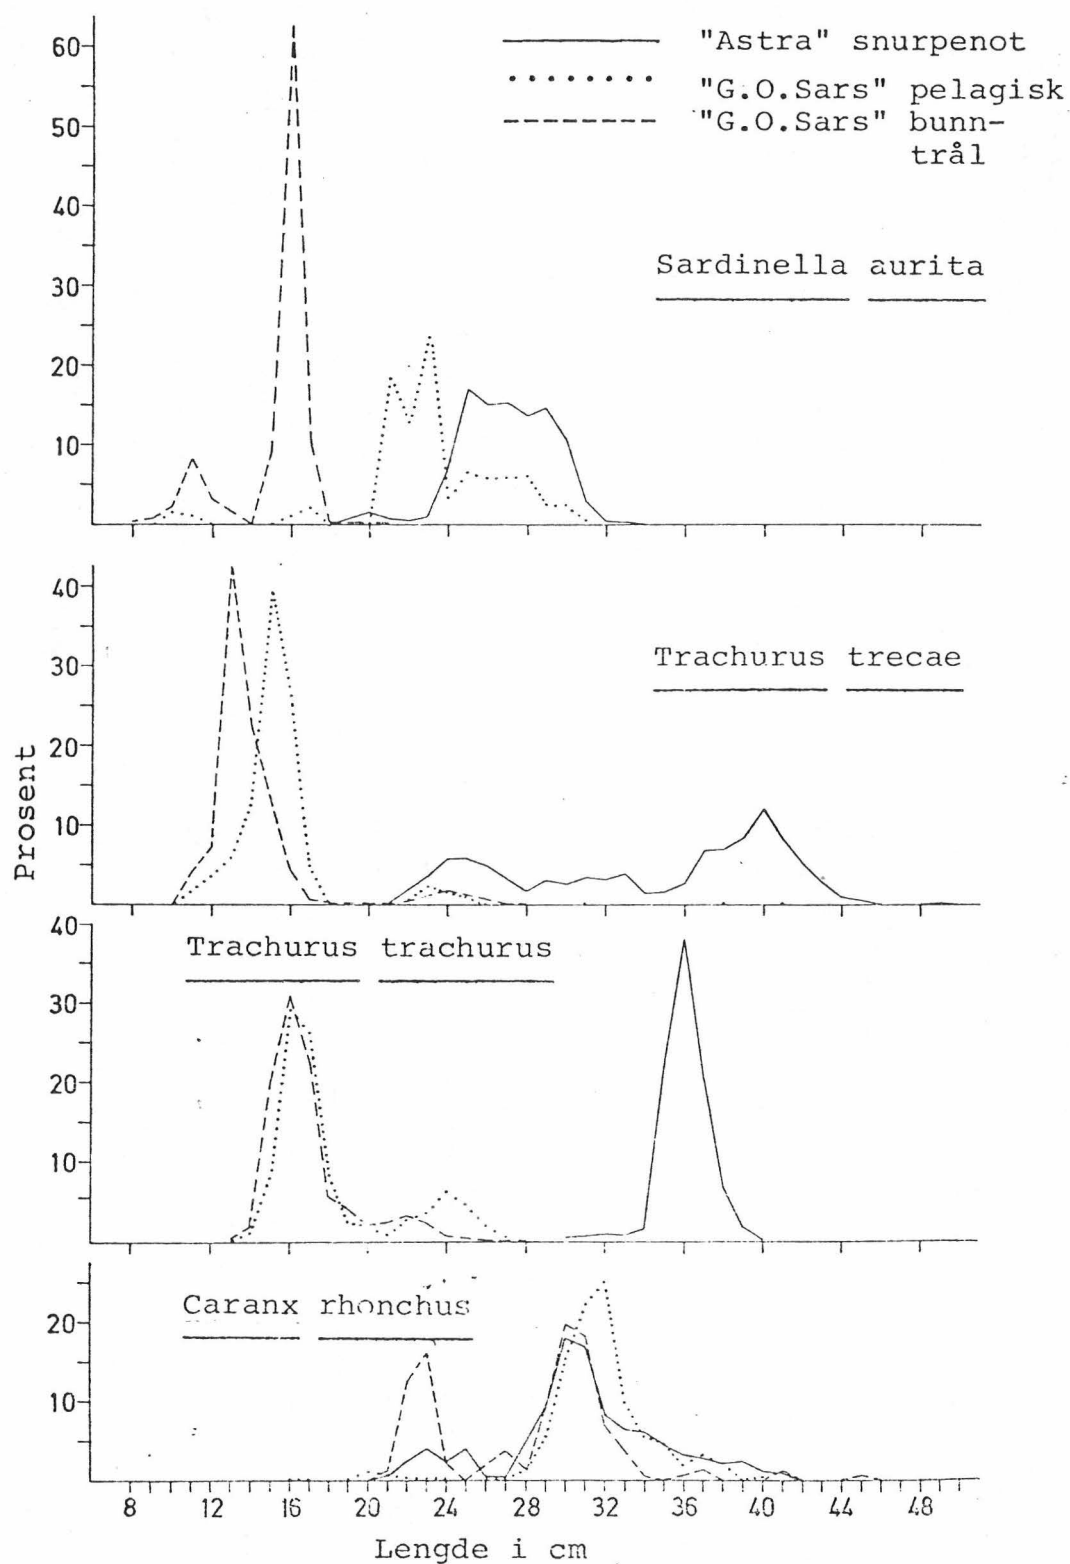 "Astra" snurpenot
"G.O.Sars" pelagisk
"G.O.Sars" bunn-
trål
60
50
40
30
20
10
Sardinella aurita
40
30
20
10
Trachurus trecae
Prosent
40
30
20
10
Trachurus trachurus
20
10
Caranx rhonchus
8 12 16 20 24 28 32 36 40 44 48
Lengde i cm